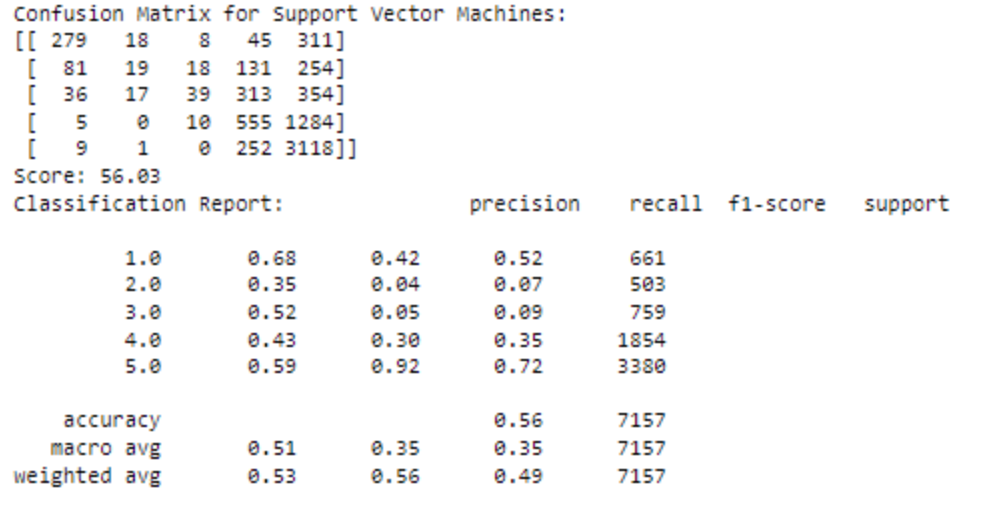 Confusion Matrix for Support Vector Machines:
[[ 279 18 8 45 311]
[ 81 19 18 131 254]
[ 36 17 39 313 354]
[ 5 0 10 555 1284]
[ 9 1 0 252 3118]]
Score: 56.03
Classification Report: precision recall f1-score support
1.0 0.68 0.42 0.52 661
2.0 0.35 0.04 0.07 503
3.0 0.52 0.05 0.09 759
4.0 0.43 0.30 0.35 1854
5.0 0.59 0.92 0.72 3380
accuracy 0.56 7157
macro avg 0.51 0.35 0.35 7157
weighted avg 0.53 0.56 0.49 7157